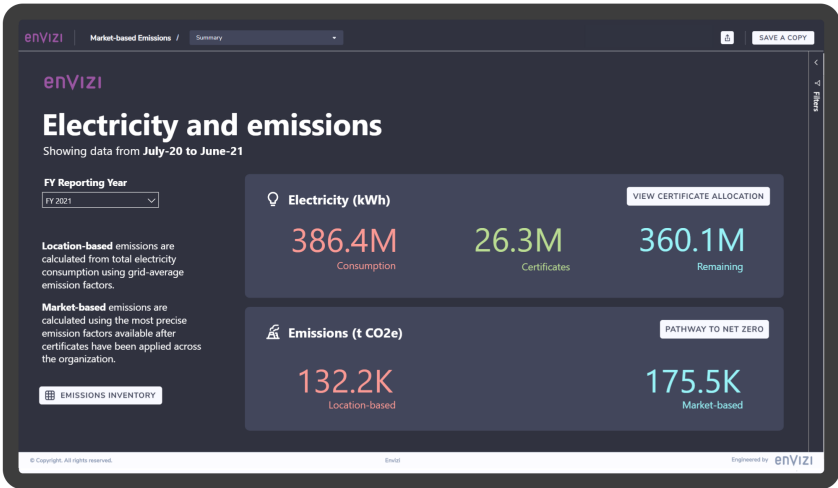 envizi
Market-based Emissions /
Summary
SAVE A COPY
Filters
envizi
Electricity and emissions
Showing data from July-20 to June-21
FY Reporting Year
FY 2021
Location-based emissions are
calculated from total electricity
consumption using grid-average
emission factors.
Market-based emissions are
calculated using the most precise
emission factors available after
certificates have been applied across
the organization.
EMISSIONS INVENTORY
Electricity (kWh)
VIEW CERTIFICATE ALLOCATION
386.4M
Consumption
26.3M
Certificates
360.1M
Remaining
Emissions (t CO2e)
PATHWAY TO NET ZERO
132.2K
Location-based
175.5K
Market-based
© Copyright. All rights reserved.
Envizi
Engineered by envizi